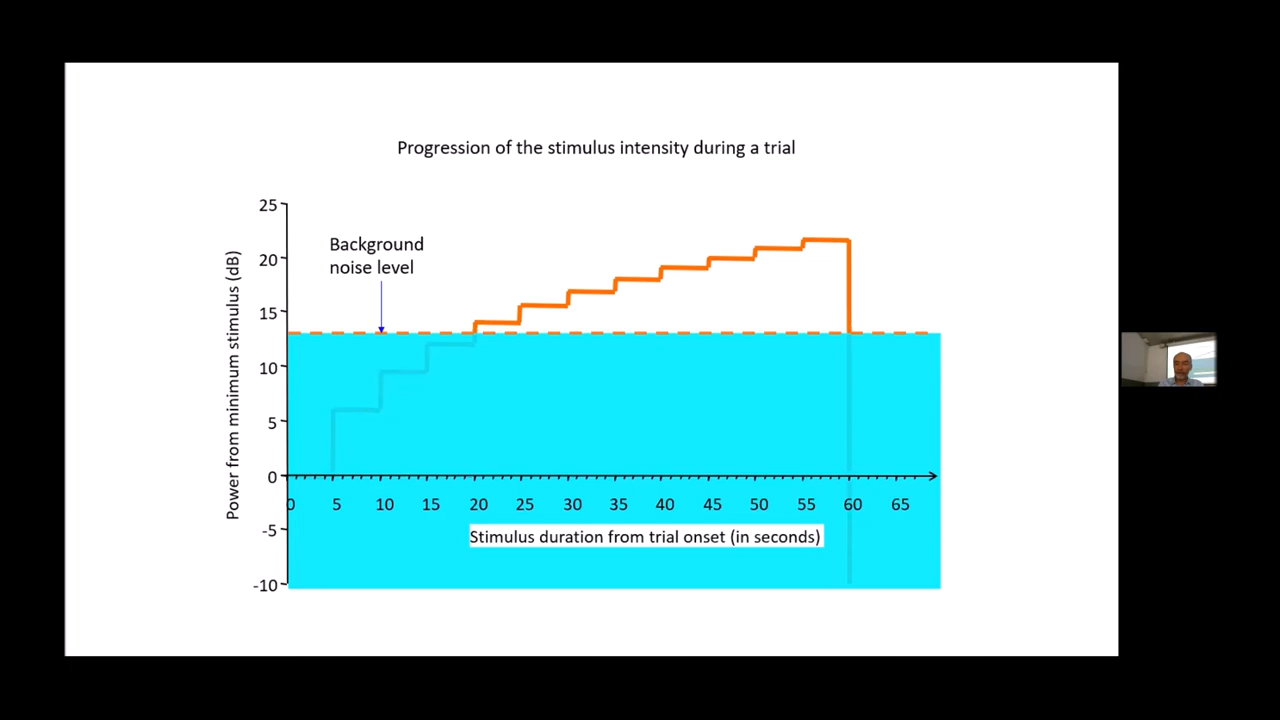 Progression of the stimulus intensity during a trial
Background
noise level
Power from minimum stimulus (dB)
25
20
15
10
5
0
-5
-10
0 5 10 15 20 25 30 35 40 45 50 55 60 65
Stimulus duration from trial onset (in seconds)